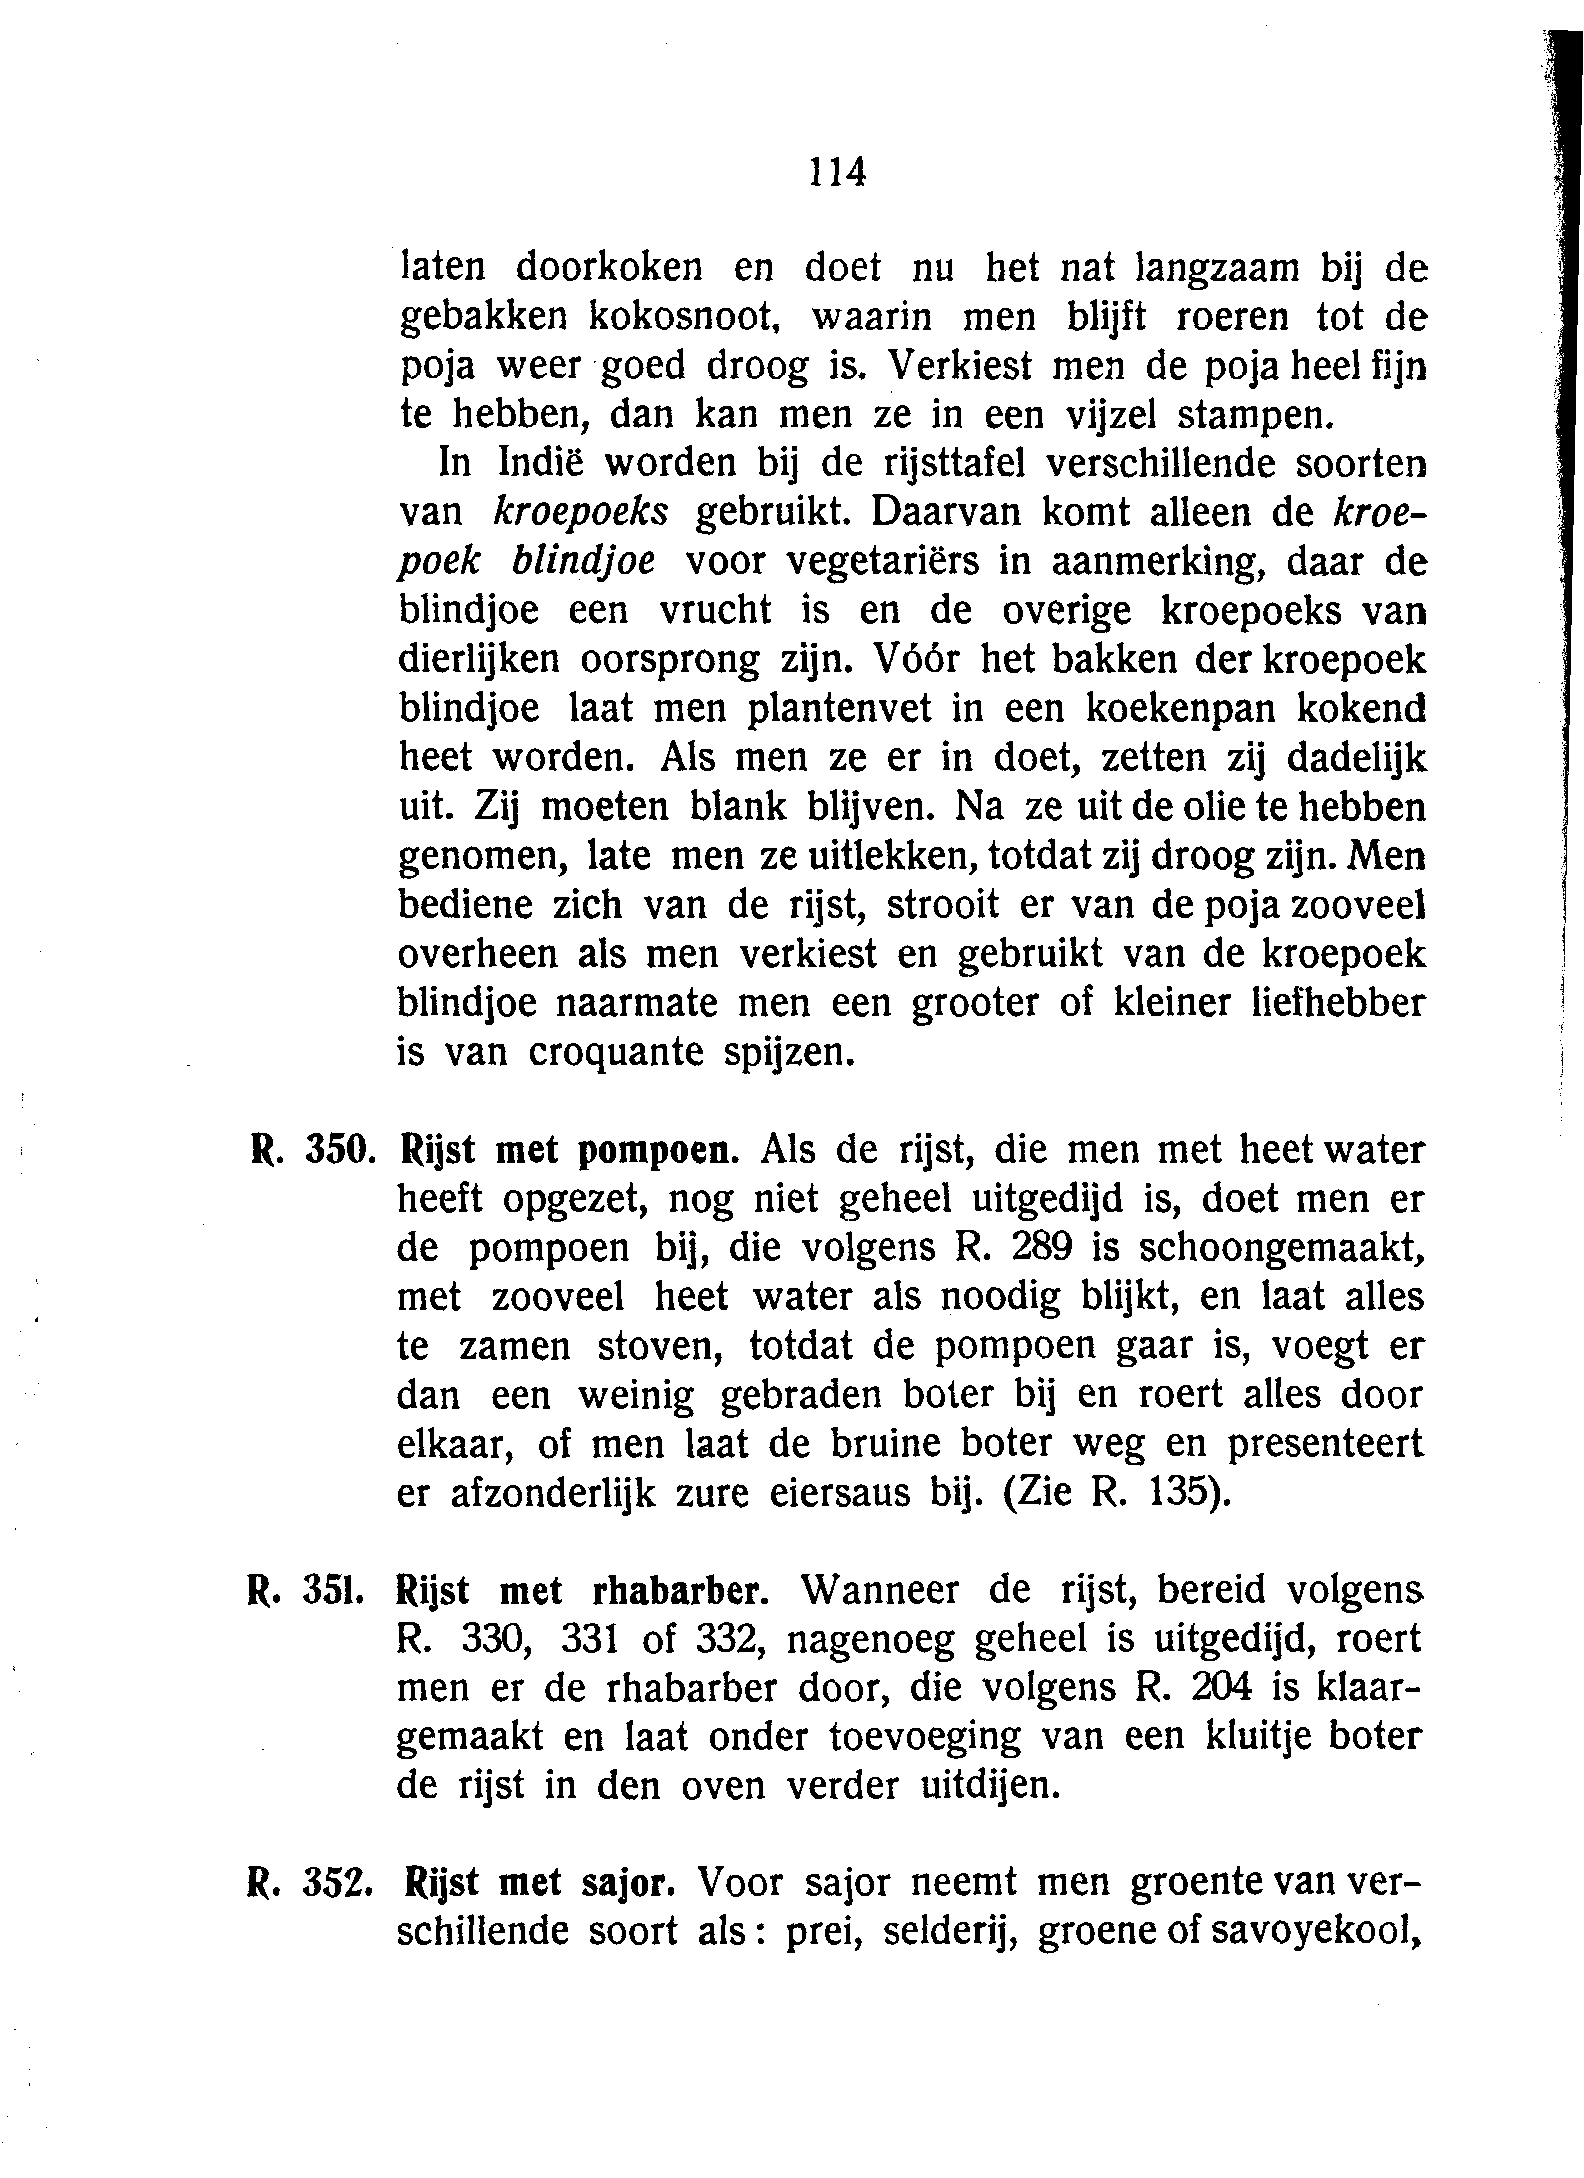 114
laten doorkoken en doet nu het nat langzaam bij de
gebakken kokosnoot, waarin men blijft roeren tot de
poja weer goed droog is. Verkiest men de poja heel fijn
te hebben, dan kan men ze in een vijzel stampen.
In Indië worden bij de rijsttafel verschillende soorten
van kroepoeks gebruikt. Daarvan komt alleen de kroe-
poek blindjoe voor vegetariërs in aanmerking, daar de
blindjoe een vrucht is en de overige kroepoeks van
dierlijken oorsprong zijn. Vóór het bakken der kroepoek
blindjoe laat men plantenvet in een koekenpan kokend
heet worden. Als men ze er in doet, zetten zij dadelijk
uit. Zij moeten blank blijven. Na ze uit de olie te hebben
genomen, late men ze uitlekken, totdat zij droog zijn. Men
bediene zich van de rijst, strooit er van de poja zooveel
overheen als men verkiest en gebruikt van de kroepoek
blindjoe naarmate men een grooter of kleiner liefhebber
is van croquante spijzen.
R. 350. Rijst met pompoen. Als de rijst, die men met heet water
heeft opgezet, nog niet geheel uitgedijd is, doet men er
de pompoen bij, die volgens R. 289 is schoongemaakt,
met zooveel heet water als noodig blijkt, en laat alles
te zamen stoven, totdat de pompoen gaar is, voegt er
dan een weinig gebraden boter bij en roert alles door
elkaar, of men laat de bruine boter weg en presenteert
er afzonderlijk zure eiersaus bij. (Zie R. 135).
R. 351. Rijst met rhabarber. Wanneer de rijst, bereid volgens
R. 330, 331 of 332, nagenoeg geheel is uitgedijd, roert
men er de rhabarber door, die volgens R. 204 is klaar-
gemaakt en laat onder toevoeging van een kluitje boter
de rijst in den oven verder uitdijen.
R. 352. Rijst met sajor. Voor sajor neemt men groente van ver-
schillende soort als: prei, selderij, groene of savoyekool,